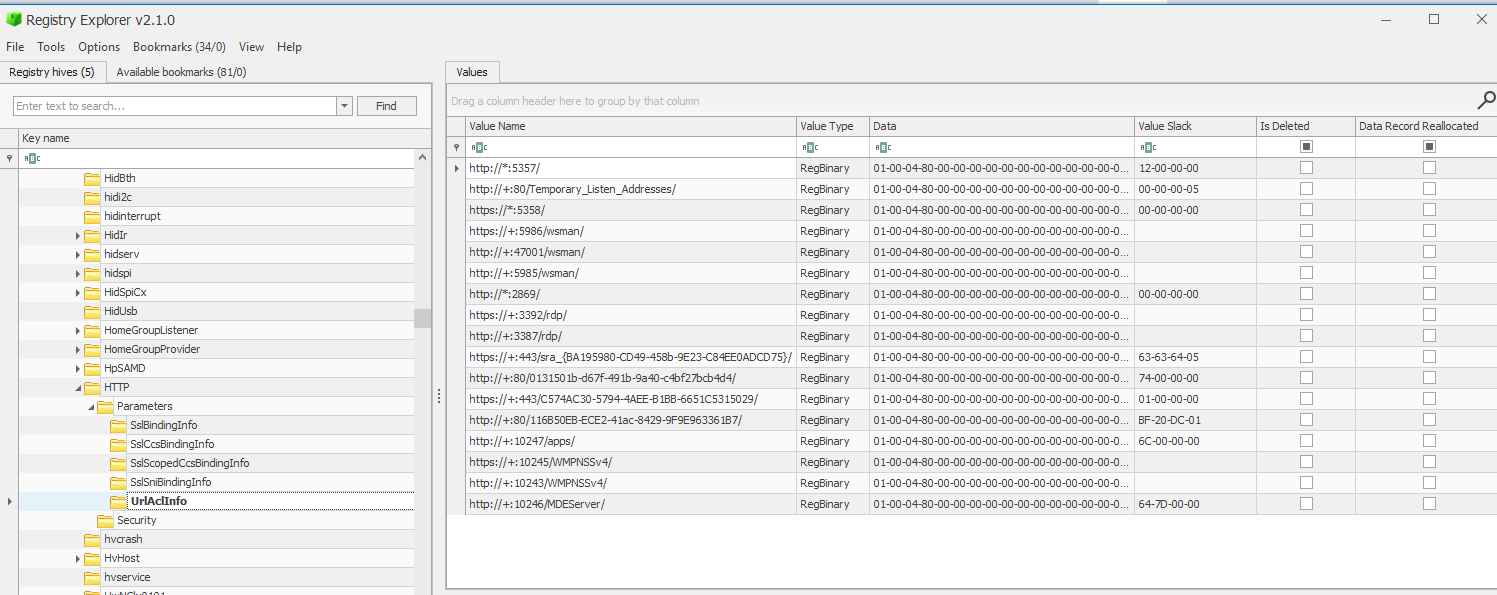 Registry Explorer v2.1.0
File Tools Options Bookmarks (34/0) View Help
Registry hives (5) Available bookmarks (81/0)
Enter text to search... Find
Key name
HidBth
hidi2c
hidinterrupt
HidIr
hidserv
hidspi
HidSpiCx
HidUsb
HomeGroupListener
HomeGroupProvider
HpSAMD
HTTP
Parameters
SslBindingInfo
SslCcsBindingInfo
SslScopedCcsBindingInfo
SslSniBindingInfo
UrlAclInfo
Security
hvcrash
HvHost
hvservice
Values
Drag a column header here to group by that column
Value Name Value Type Data Value Slack Is Deleted Data Record Reallocated
http://*:5357/ RegBinary 01-00-04-80-00-00-00-00-00-00-00-00-00-0... 12-00-00-00
http://+:80/Temporary_Listen_Addresses/ RegBinary 01-00-04-80-00-00-00-00-00-00-00-00-00-0... 00-00-00-05
https://*:5358/ RegBinary 01-00-04-80-00-00-00-00-00-00-00-00-00-0... 00-00-00-00
https://+:5986/wsman/ RegBinary 01-00-04-80-00-00-00-00-00-00-00-00-00-0...
http://+:47001/wsman/ RegBinary 01-00-04-80-00-00-00-00-00-00-00-00-00-0...
http://+:5985/wsman/ RegBinary 01-00-04-80-00-00-00-00-00-00-00-00-00-0...
http://*:2869/ RegBinary 01-00-04-80-00-00-00-00-00-00-00-00-00-0... 00-00-00-00
https://+:3392/rdp/ RegBinary 01-00-04-80-00-00-00-00-00-00-00-00-00-0...
http://+:3387/rdp/ RegBinary 01-00-04-80-00-00-00-00-00-00-00-00-00-0...
https://+:443/sra_{BA195980-CD49-458b-9E23-C84EE0ADCD75}/ RegBinary 01-00-04-80-00-00-00-00-00-00-00-00-00-0... 63-63-64-05
http://+:80/0131501b-d67f-491b-9a40-c4bf27bcb4d4/ RegBinary 01-00-04-80-00-00-00-00-00-00-00-00-00-0... 74-00-00-00
https://+:443/C574AC30-5794-4AEE-B1BB-6651C5315029/ RegBinary 01-00-04-80-00-00-00-00-00-00-00-00-00-0... 01-00-00-00
http://+:80/116B50EB-ECE2-41ac-8429-9F9E963361B7/ RegBinary 01-00-04-80-00-00-00-00-00-00-00-00-00-0... BF-20-DC-01
http://+:10247/apps/ RegBinary 01-00-04-80-00-00-00-00-00-00-00-00-00-0... 6C-00-00-00
https://+:10245/WMPNSSv4/ RegBinary 01-00-04-80-00-00-00-00-00-00-00-00-00-0...
http://+:10243/WMPNSSv4/ RegBinary 01-00-04-80-00-00-00-00-00-00-00-00-00-0...
http://+:10246/MDEServer/ RegBinary 01-00-04-80-00-00-00-00-00-00-00-00-00-0... 64-7D-00-00